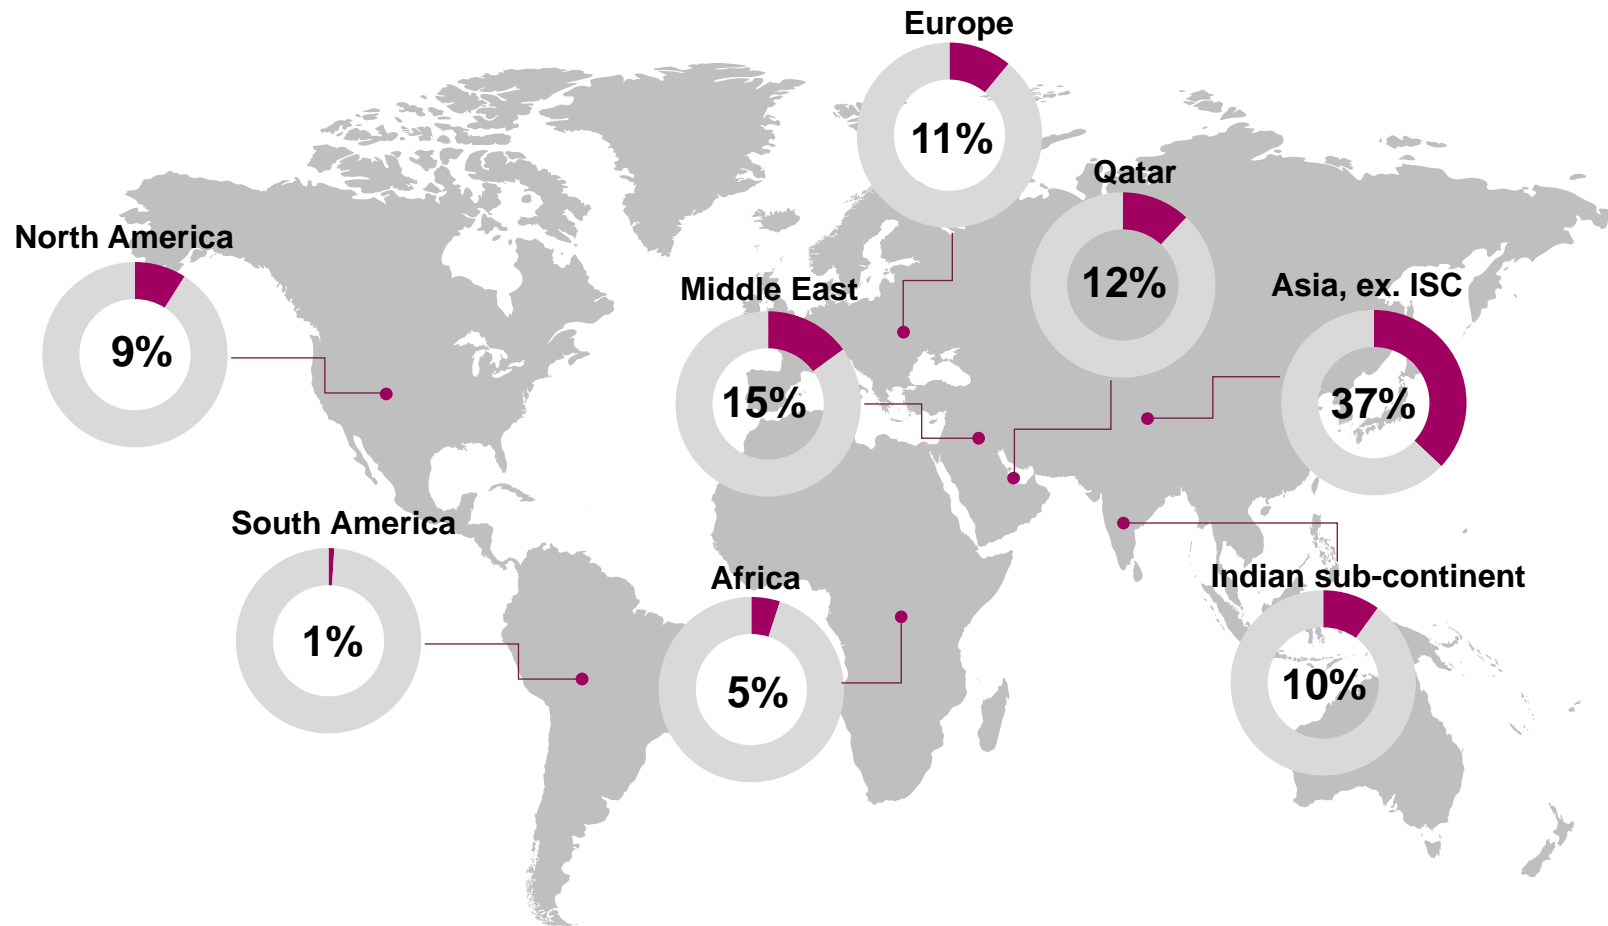 Europe
11%
Qatar
12%
North America
9%
Middle East
15%
Asia, ex. ISC
37%
South America
1%
Africa
5%
Indian sub-continent
10%